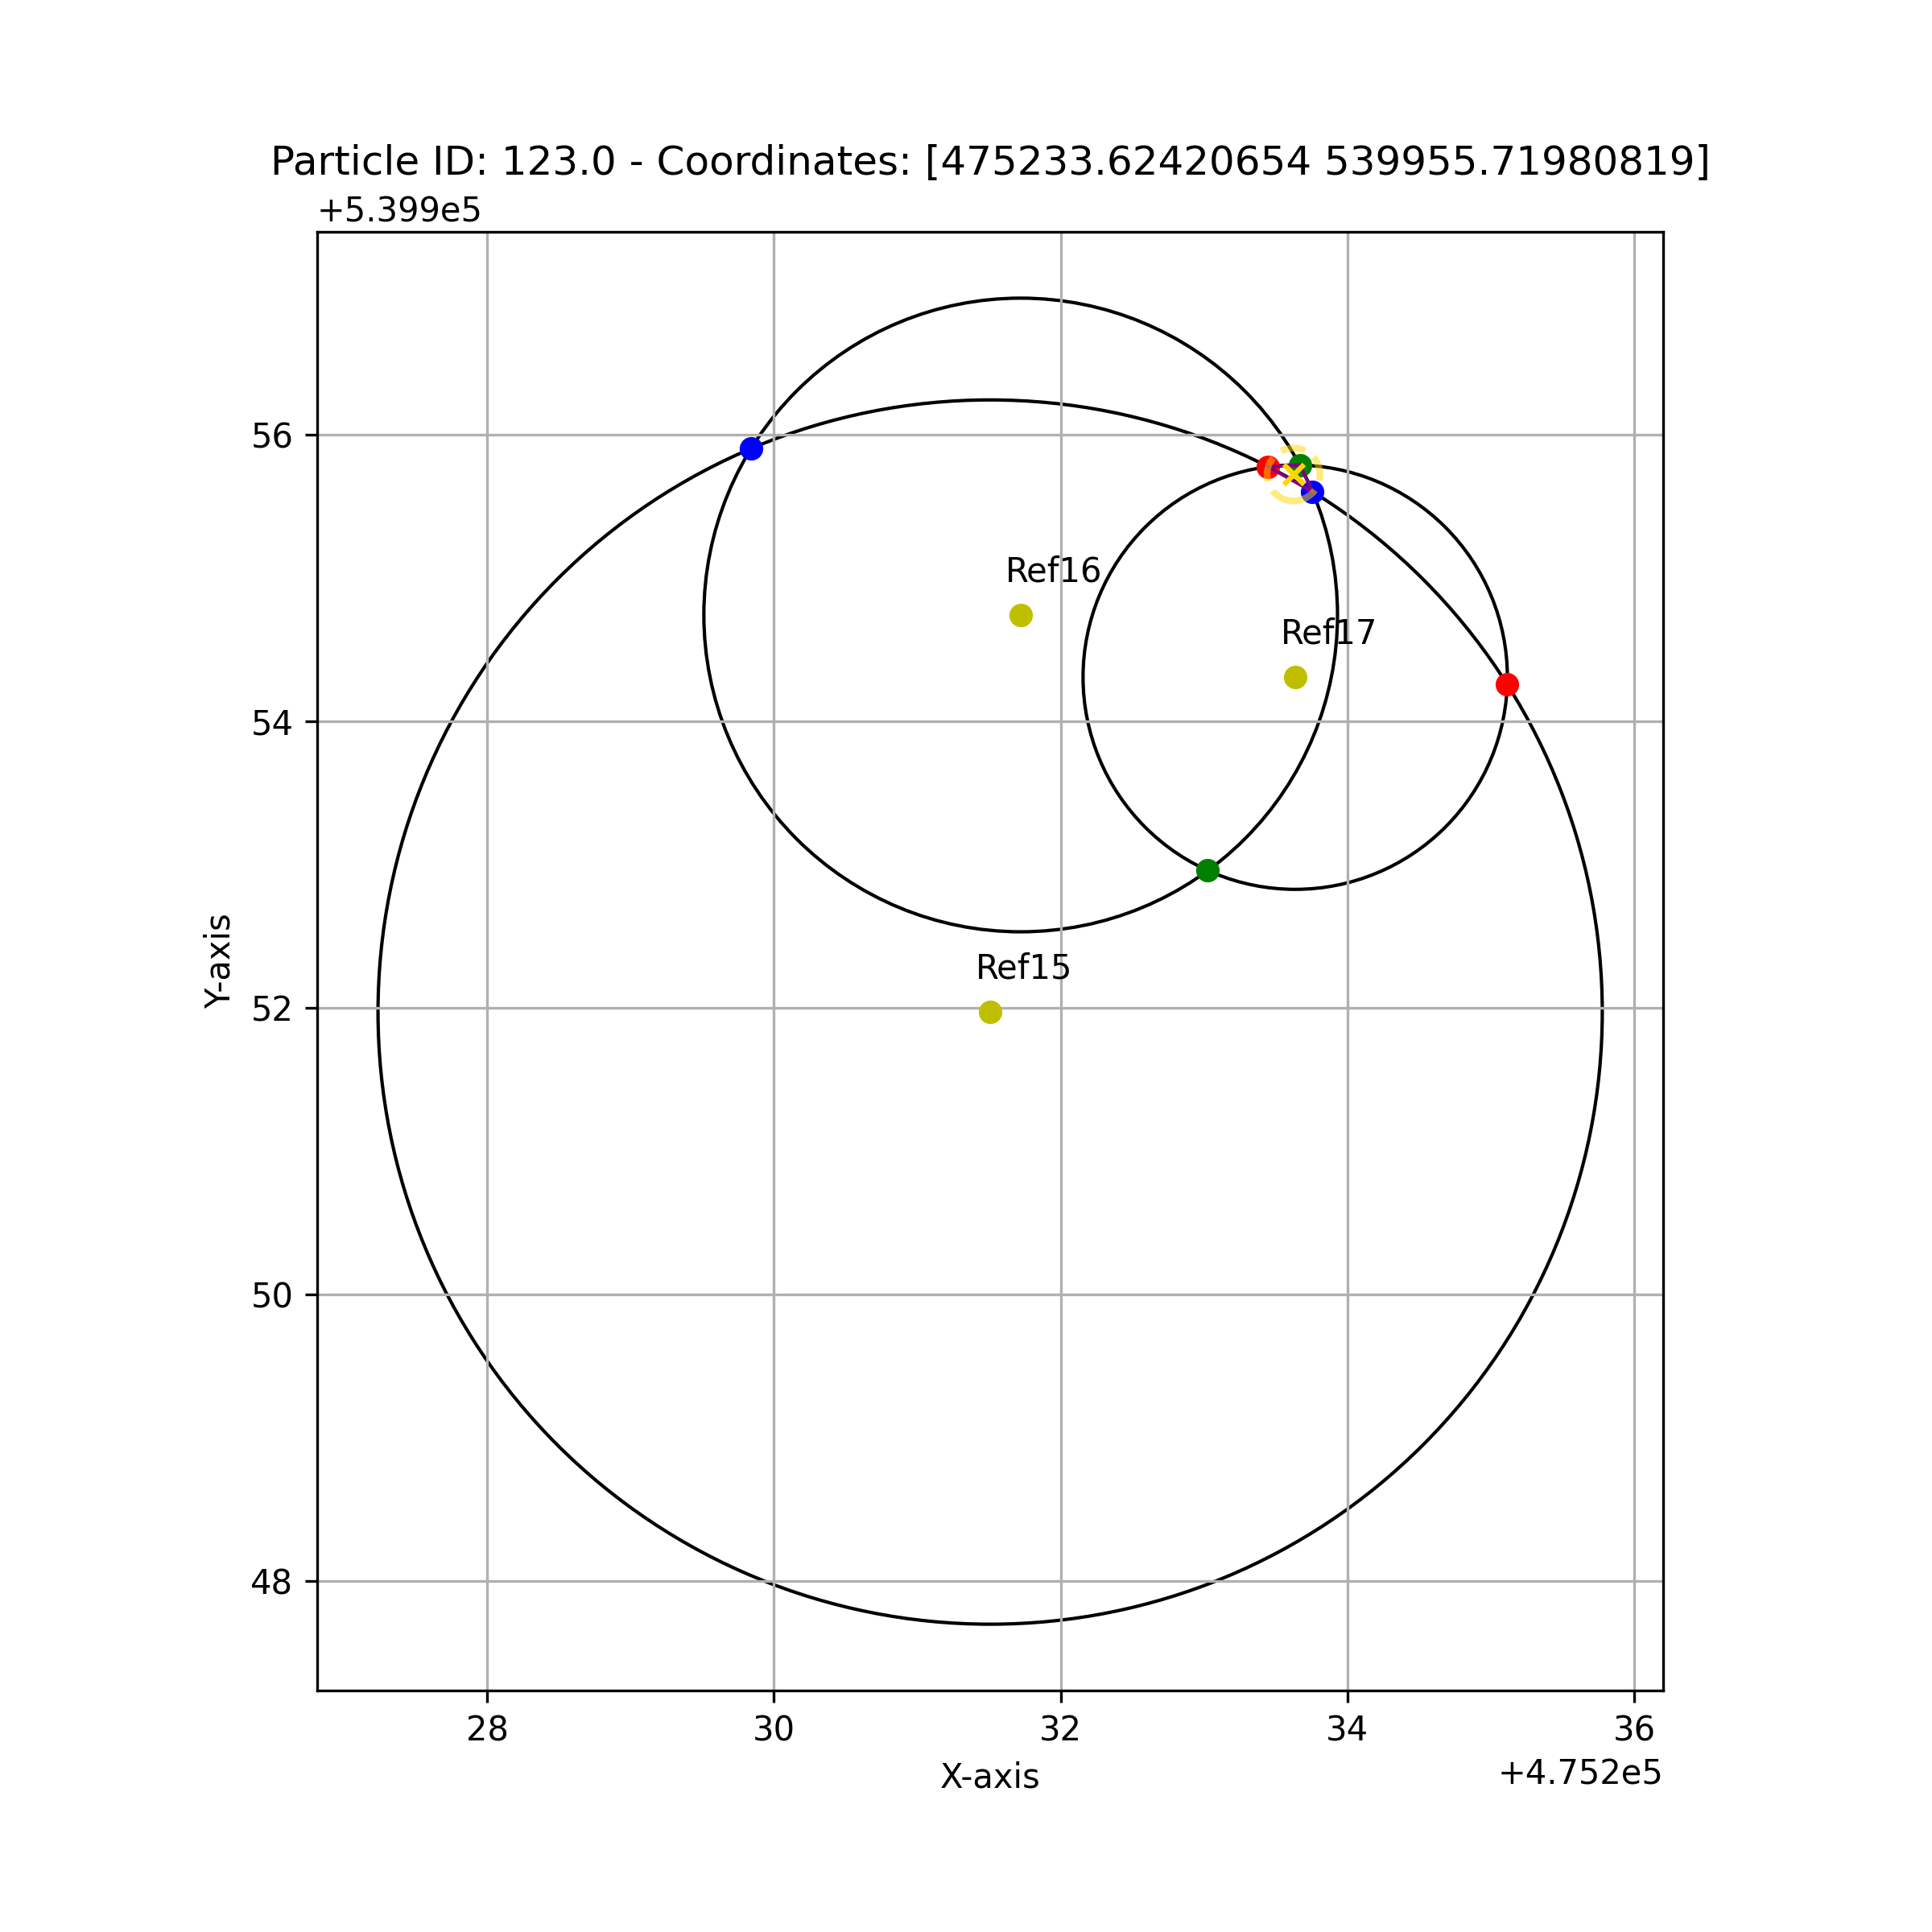 Particle ID: 123.0 - Coordinates: [475233.62420654 539955.71980819]
+5.399e5
56
54
52
50
48
Y-axis
Ref16
Ref17
Ref15
28 30 32 34 36
X-axis
+4.752e5